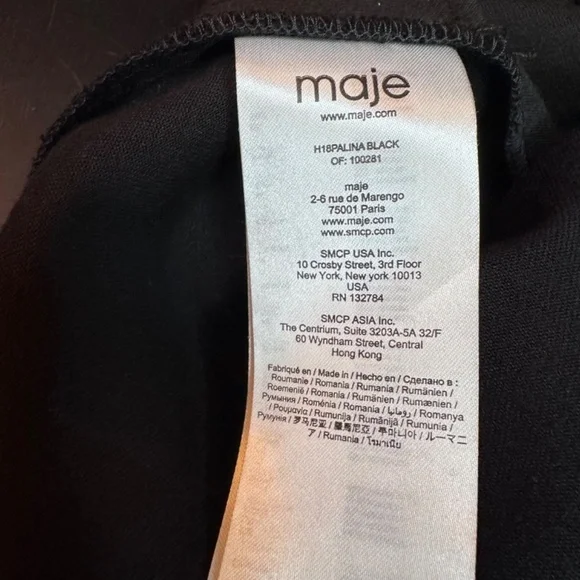 maje
www.maje.com
H18PALINA BLACK
OF: 100281
maje
2-6 rue de Marengo
75001 Paris
www.maje.com
www.smcp.com
SMCP USA Inc.
10 Crosby Street, 3rd Floor
New York, New york 10013
USA
RN 132784
SMCP ASIA Inc.
The Centrium, Suite 3203A-5A 32/F
60 Wyndham Street, Central
Hong Kong
Fabriqué en / Made in / Hecho en / Сделано в :
Roumanie / Romania / Rumania / Rumänien /
Roemenië / Romania / Rumänien / Rumænien /
Румыния / Roménia / Romania / رومانيا / Romanya
/ Ρουμανία / Rumunija / Rumānijā / Rumunia /
Румуния / 罗马尼亚 / 羅馬尼亞 / 루마니아 / ルーマニ
ア / Rumania / โรมาเนีย